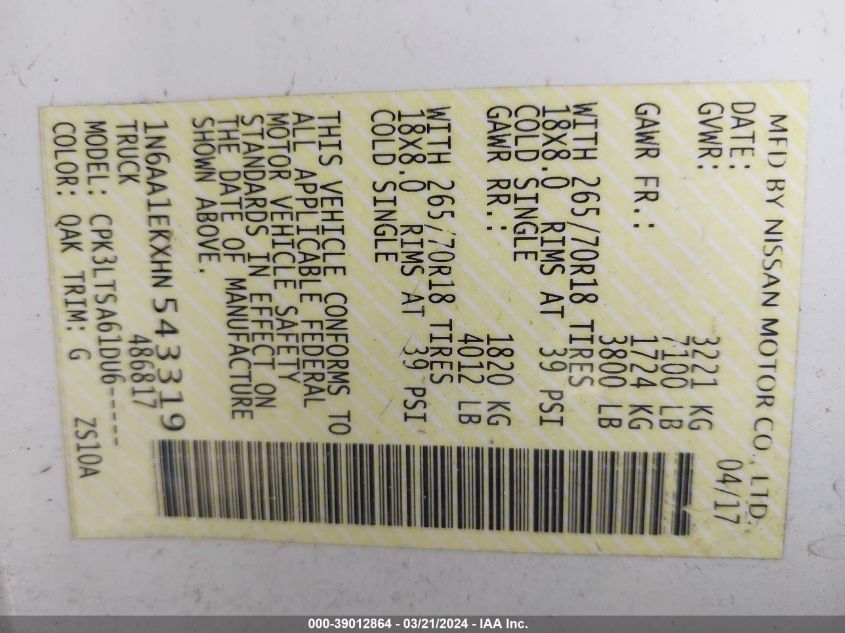 MFD BY NISSAN MOTOR CO., LTD.
DATE: 04/17
GVWR: 3221 KG
7100 LB
GAWR FR.: 1724 KG
3800 LB
WITH 265/70R18 TIRES
18X8.0 RIMS AT 39 PSI
COLD SINGLE
GAWR RR.: 1820 KG
4012 LB
WITH 265/70R18 TIRES
18X8.0 RIMS AT 39 PSI
COLD SINGLE
THIS VEHICLE CONFORMS TO
ALL APPLICABLE FEDERAL
MOTOR VEHICLE SAFETY
STANDARDS IN EFFECT ON
THE DATE OF MANUFACTURE
SHOWN ABOVE.
1N6AA1EKXHN543319
TRUCK 486817
MODEL: CPK3LTSA61DU6-----
COLOR: QAK TRIM: G ZS10A
000-39012864 - 03/21/2024 - IAA Inc.